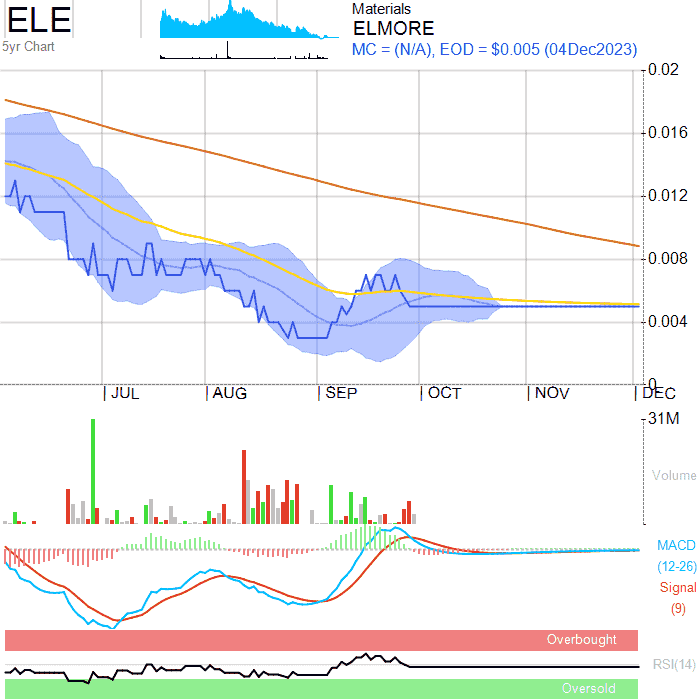 ELE
5yr Chart
Materials
ELMORE
MC = (N/A), EOD = $0.005 (04Dec2023)
0.02
0.016
0.012
0.008
0.004
0
JUL AUG SEP OCT NOV DEC
31M
Volume
MACD
(12-26)
Signal
(9)
Overbought
RSI(14)
Oversold